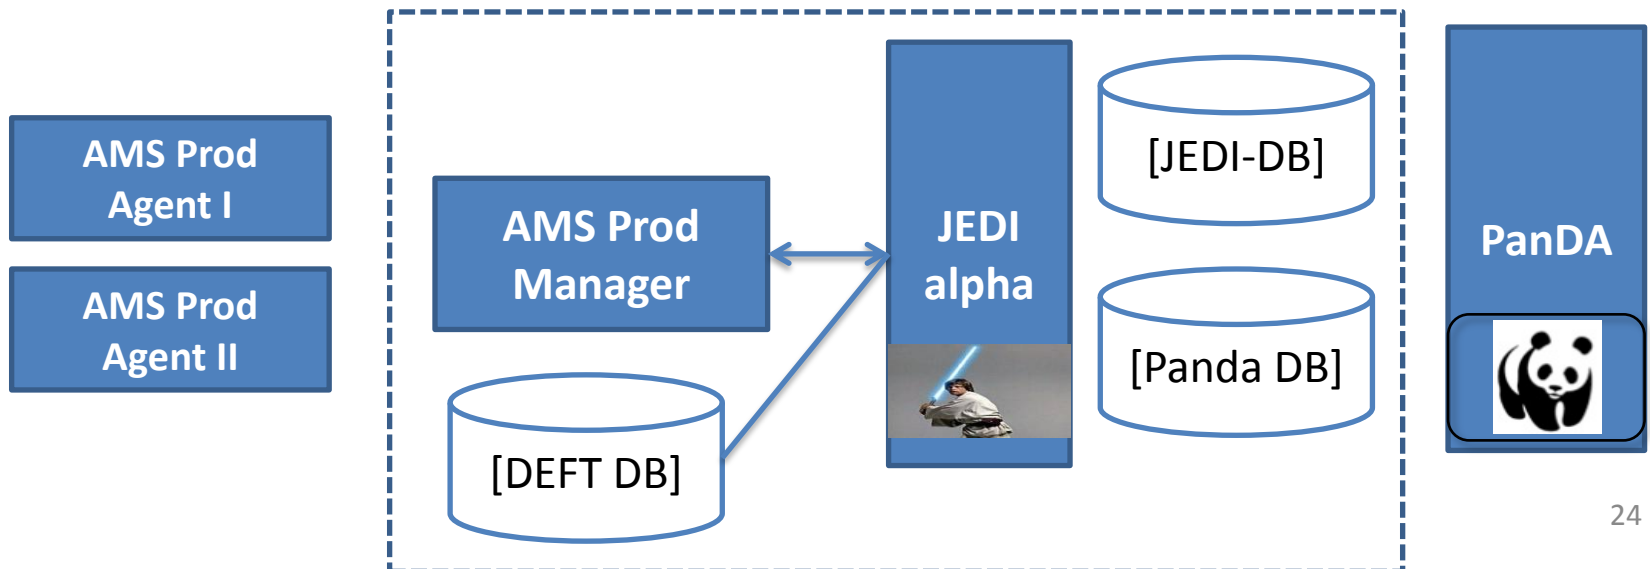 AMS Prod
Agent I
AMS Prod
Agent II
AMS Prod
Manager
[DEFT DB]
JEDI
alpha
[JEDI-DB]
[Panda DB]
PanDA
24